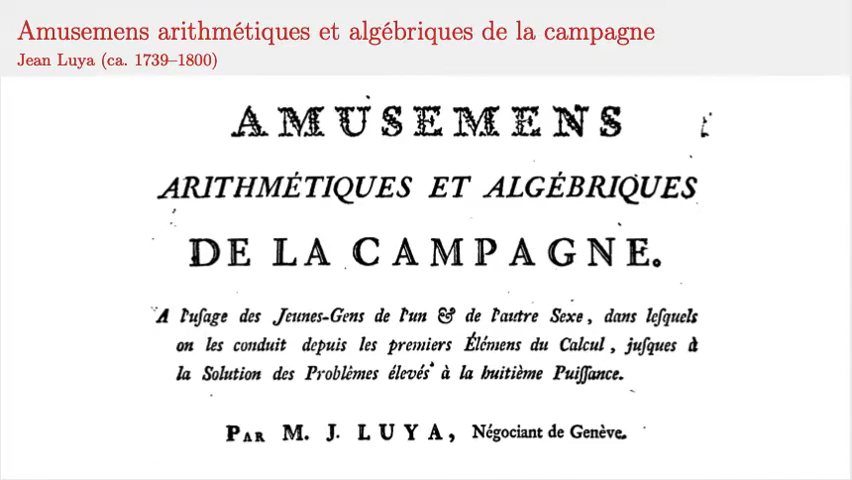 Amusemens arithmétiques et algébriques de la campagne
Jean Luya (ca. 1739–1800)
AMUSEMENS
ARITHMÉTIQUES ET ALGÉBRIQUES
DE LA CAMPAGNE.
A l'uſage des Jeunes-Gens de l'un & de l'autre Sexe, dans leſquels
on les conduit depuis les premiers Élémens du Calcul, juſques à
la Solution des Problêmes élevés à la huitième Puiſſance.
PAR M. J. LUYA, Négociant de Genève.